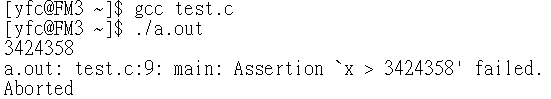 [yfc@FM3 ~]$ gcc test.c
[yfc@FM3 ~]$ ./a.out
3424358
a.out: test.c:9: main: Assertion `x > 3424358' failed.
Aborted